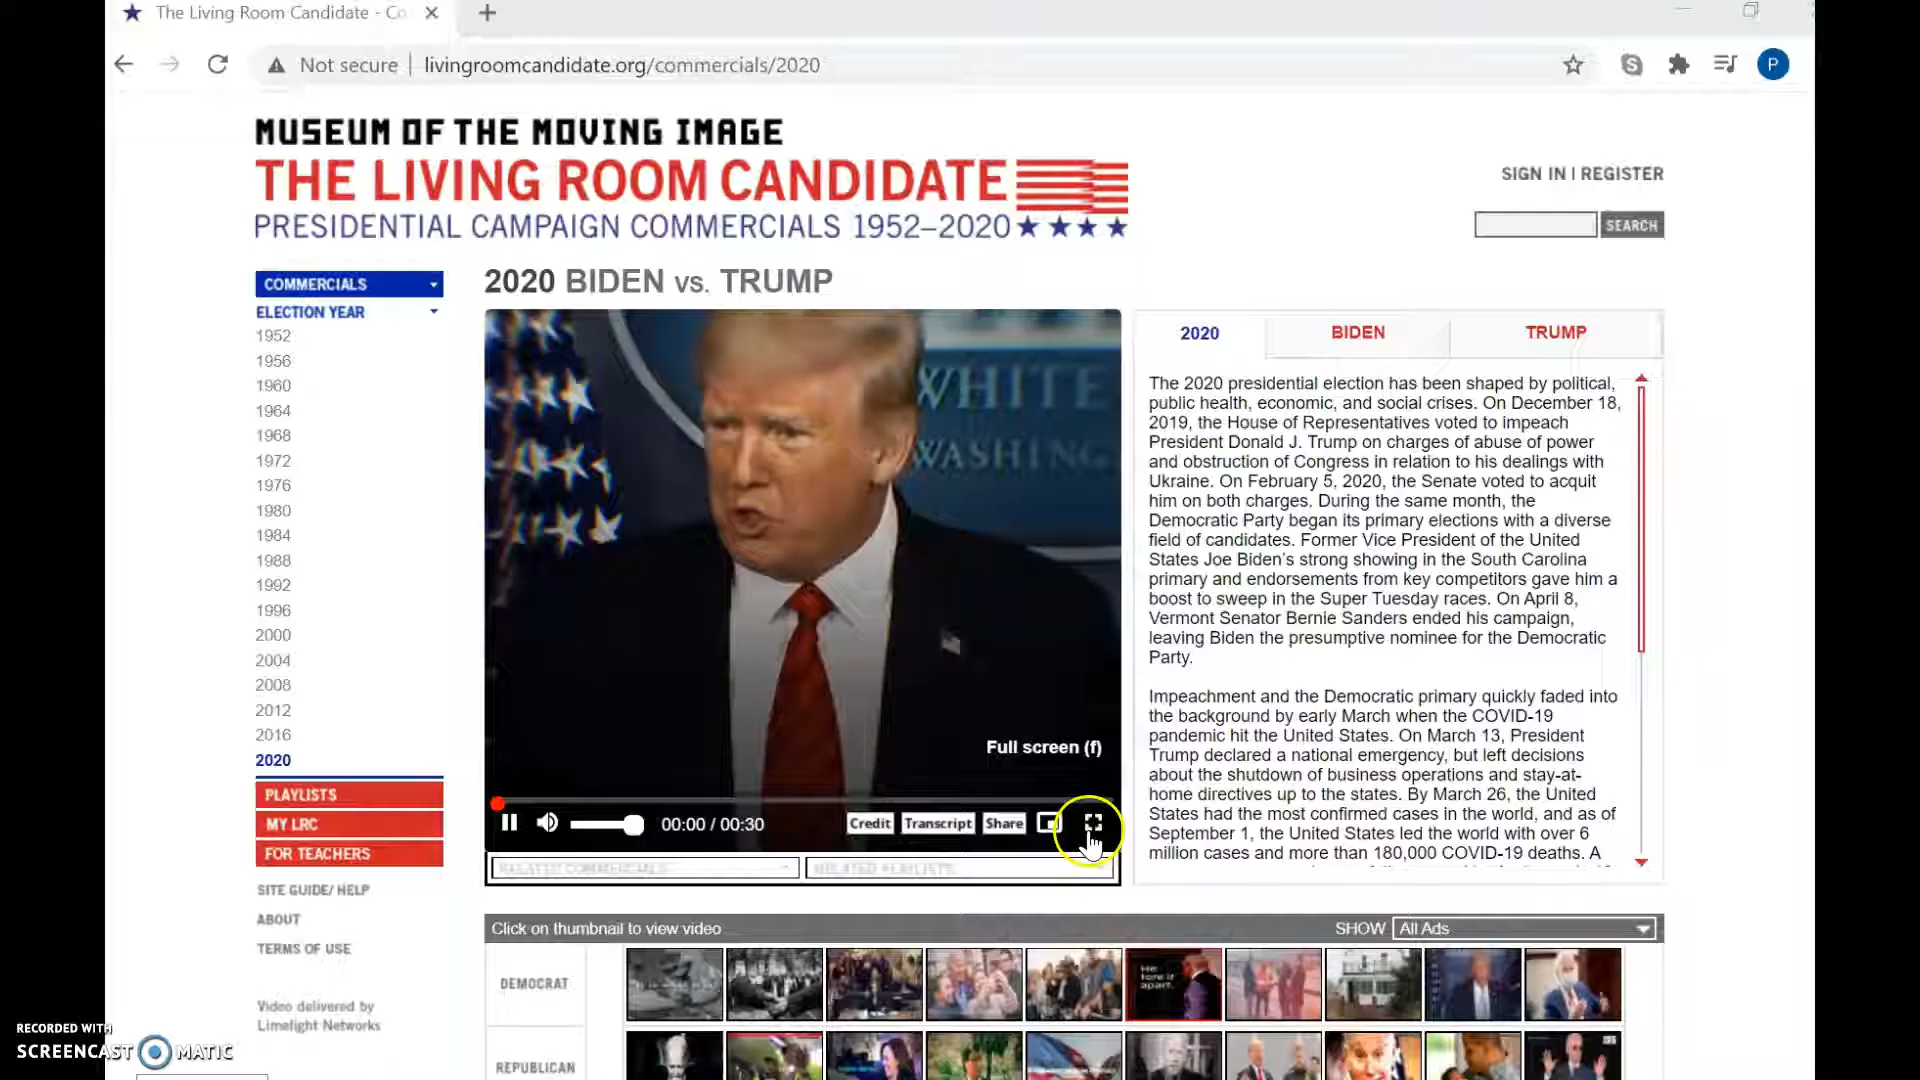 The Living Room Candidate - Co
Not secure
livingroomcandidate.org/commercials/2020
P
MUSEUM OF THE MOVING IMAGE
THE LIVING ROOM CANDIDATE
PRESIDENTIAL CAMPAIGN COMMERCIALS 1952–2020
SIGN IN | REGISTER
SEARCH
COMMERCIALS
ELECTION YEAR
1952
1956
1960
1964
1968
1972
1976
1980
1984
1988
1992
1996
2000
2004
2008
2012
2016
2020
PLAYLISTS
MY LRC
FOR TEACHERS
SITE GUIDE/ HELP
ABOUT
TERMS OF USE
Video delivered by
Limelight Networks
2020 BIDEN vs. TRUMP
WHITE
WASHING
Full screen (f)
00:00 / 00:30
Credit
Transcript
Share
RELATED COMMERCIALS
RELATED PLAYLISTS
2020
BIDEN
TRUMP
The 2020 presidential election has been shaped by political,
public health, economic, and social crises. On December 18,
2019, the House of Representatives voted to impeach
President Donald J. Trump on charges of abuse of power
and obstruction of Congress in relation to his dealings with
Ukraine. On February 5, 2020, the Senate voted to acquit
him on both charges. During the same month, the
Democratic Party began its primary elections with a diverse
field of candidates. Former Vice President of the United
States Joe Biden's strong showing in the South Carolina
primary and endorsements from key competitors gave him a
boost to sweep in the Super Tuesday races. On April 8,
Vermont Senator Bernie Sanders ended his campaign,
leaving Biden the presumptive nominee for the Democratic
Party.
Impeachment and the Democratic primary quickly faded into
the background by early March when the COVID-19
pandemic hit the United States. On March 13, President
Trump declared a national emergency, but left decisions
about the shutdown of business operations and stay-at-
home directives up to the states. By March 26, the United
States had the most confirmed cases in the world, and as of
September 1, the United States led the world with over 6
million cases and more than 180,000 COVID-19 deaths. A
Click on thumbnail to view video
SHOW
All Ads
DEMOCRAT
He
tore it
apart.
REPUBLICAN
RECORDED WITH
SCREENCAST MATIC